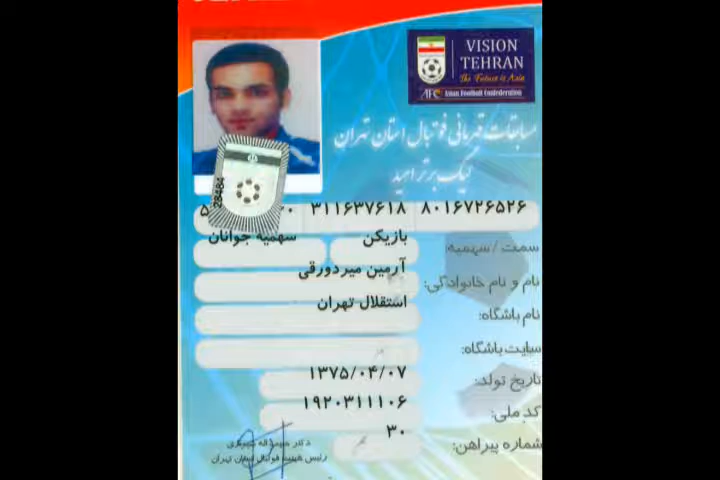 VISION
TEHRAN
The Future is Asia
AFC Asian Football Confederation
مسابقات قهرمانی فوتبال استان تهران
لیگ برتر امید
۸۰۱۶۷۲۶۵۲۶ ۳۱۱۶۳۷۶۱۸
28484
سمت / سهمیه: بازیکن سهمیه جوانان
نام و نام خانوادگی: آرمین میردورقی
نام باشگاه: استقلال تهران
سایت باشگاه:
تاریخ تولد: ۱۳۷۵/۰۴/۰۷
کد ملی: ۱۹۲۰۳۱۱۱۰۶
شماره پیراهن: ۳۰
رئیس هیئت فوتبال استان تهران